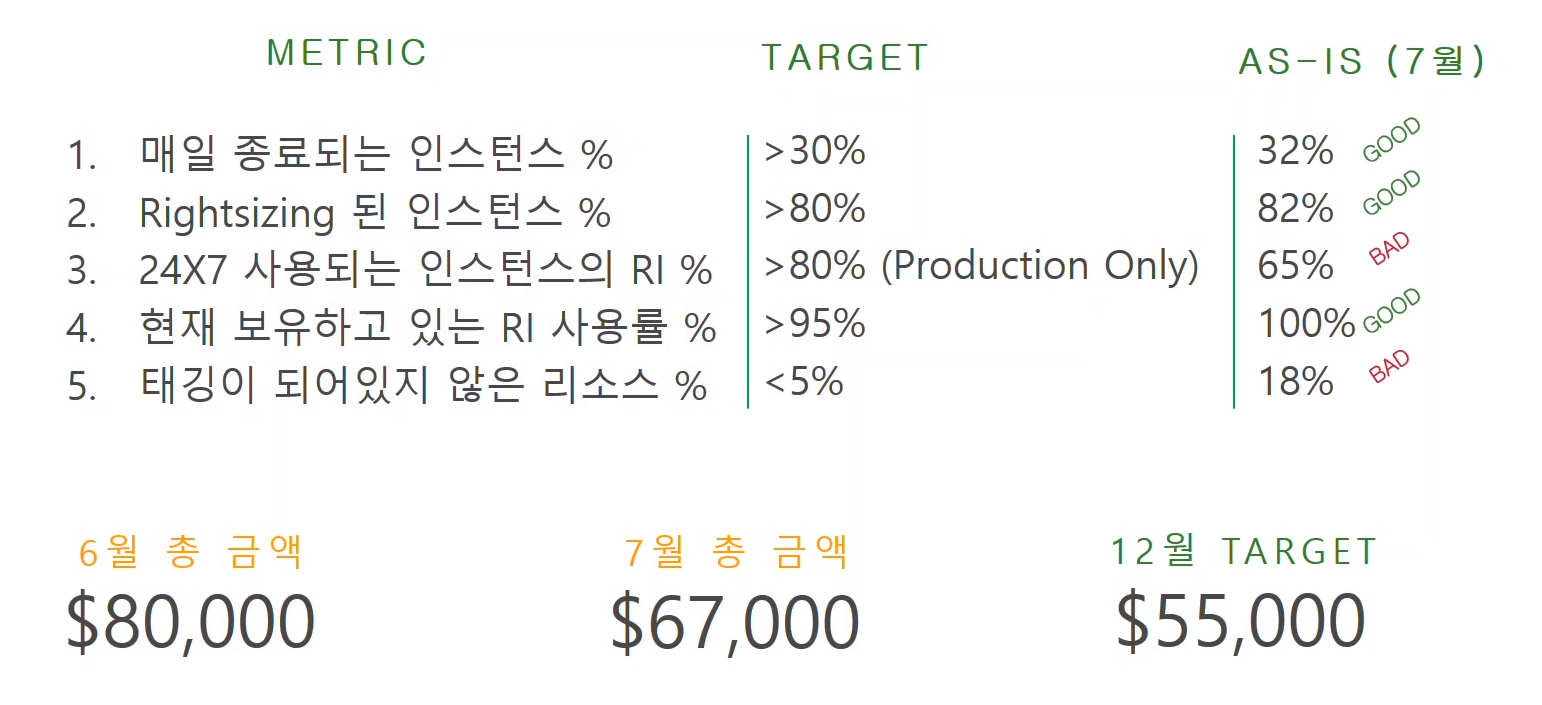 METRIC TARGET AS-IS (7월)
1. 매일 종료되는 인스턴스 % >30% 32% GOOD
2. Rightsizing 된 인스턴스 % >80% 82% GOOD
3. 24X7 사용되는 인스턴스의 RI % >80% (Production Only) 65% BAD
4. 현재 보유하고 있는 RI 사용률 % >95% 100% GOOD
5. 태깅이 되어있지 않은 리소스 % <5% 18% BAD
6월 총 금액 7월 총 금액 12월 TARGET
$80,000 $67,000 $55,000